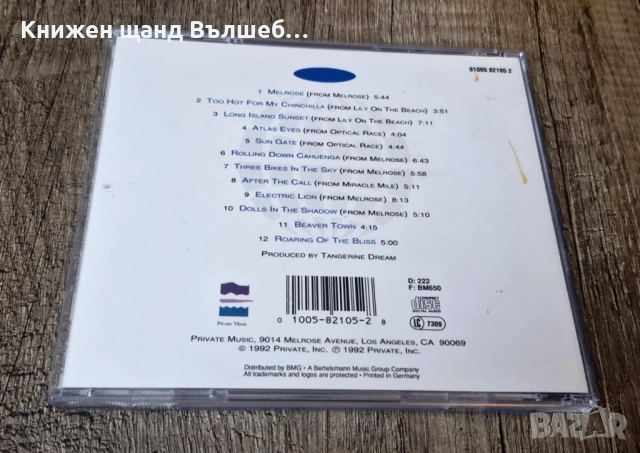 Книжен щанд Вълшеб...
01005 82105 2
1 MELROSE (FROM MELROSE) 5:44
2 TOO HOT FOR MY CHINCHILLA (FROM LILY ON THE BEACH) 3:51
3 LONG ISLAND SUNSET (FROM LILY ON THE BEACH) 7:11
4 ATLAS EYES (FROM OPTICAL RACE) 4:04
5 SUN GATE (FROM OPTICAL RACE) 4:44
6 ROLLING DOWN CAHUENGA (FROM MELROSE) 6:43
7 THREE BIKES IN THE SKY (FROM MELROSE) 5:58
8 AFTER THE CALL (FROM MIRACLE MILE) 5:11
9 ELECTRIC LION (FROM MELROSE) 8:13
10 DOLLS IN THE SHADOW (FROM MELROSE) 5:10
11 BEAVER TOWN 4:15
12 ROARING OF THE BLISS 5:00
PRODUCED BY TANGERINE DREAM
Private Music
0 1005-82105-2 8
D: 222
F: BM650
COMPACT
disc
DIGITAL AUDIO
LC 7309
PRIVATE MUSIC, 9014 MELROSE AVENUE, LOS ANGELES, CA 90069
© 1992 PRIVATE, INC. ℗ 1992 PRIVATE, INC.
Distributed by BMG • A Bertelsmann Music Group Company
All trademarks and logos are protected • Printed in Germany
BAZAR